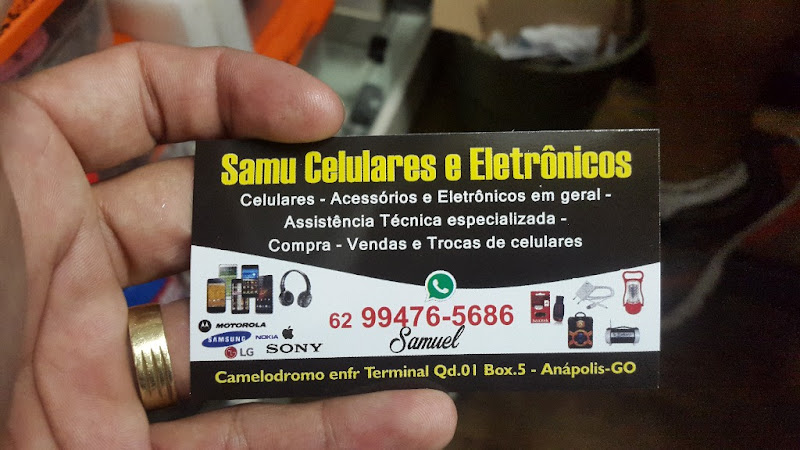 Samu Celulares e Eletrônicos
Celulares - Acessórios e Eletrônicos em geral -
Assistência Técnica especializada -
Compra - Vendas e Trocas de celulares
62 99476-5686
Samuel
MOTOROLA
SAMSUNG NOKIA
LG SONY
Camelodromo enfr Terminal Qd.01 Box.5 - Anápolis-GO